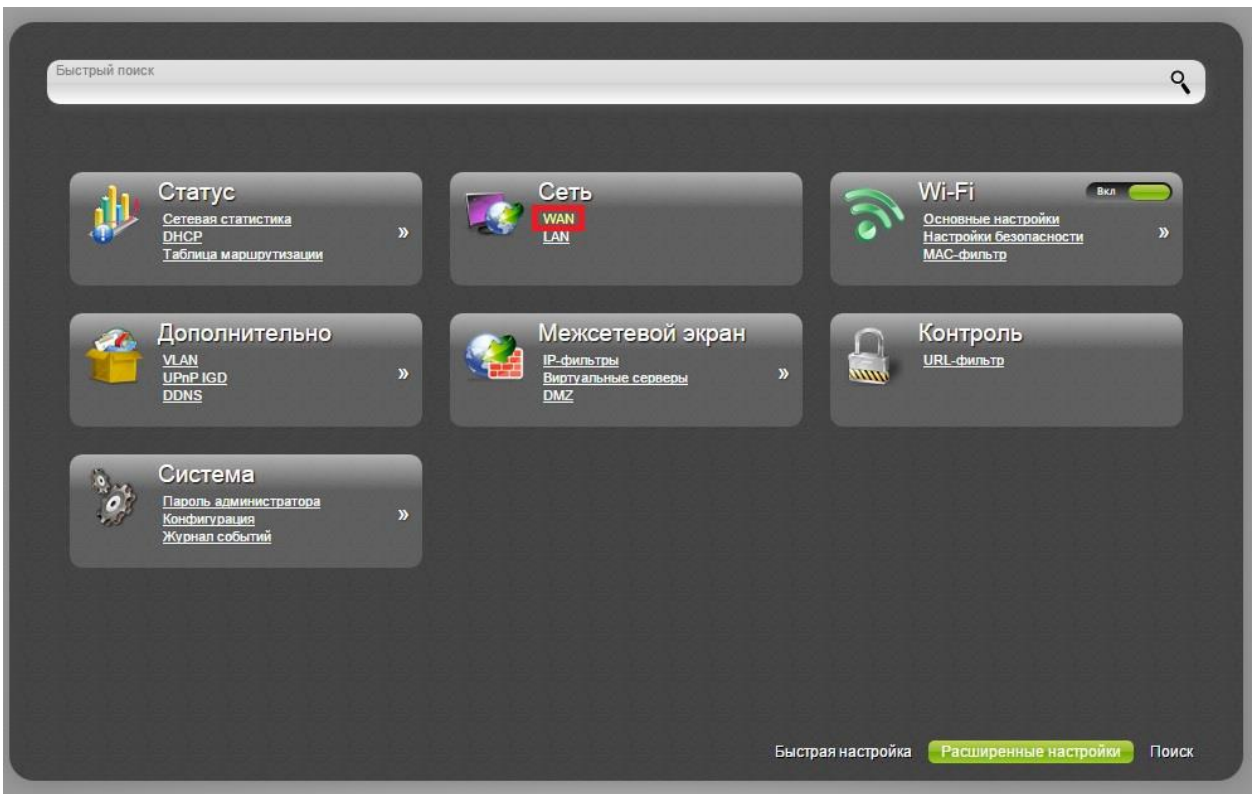 Быстрый поиск
Статус
Сетевая статистика
DHCP
Таблица маршрутизации
»
Сеть
WAN
LAN
Wi-Fi
Вкл
Основные настройки
Настройки безопасности
MAC-фильтр
»
Дополнительно
VLAN
UPnP IGD
DDNS
»
Межсетевой экран
IP-фильтры
Виртуальные серверы
DMZ
»
Контроль
URL-фильтр
Система
Пароль администратора
Конфигурация
Журнал событий
»
Быстрая настройка Расширенные настройки Поиск